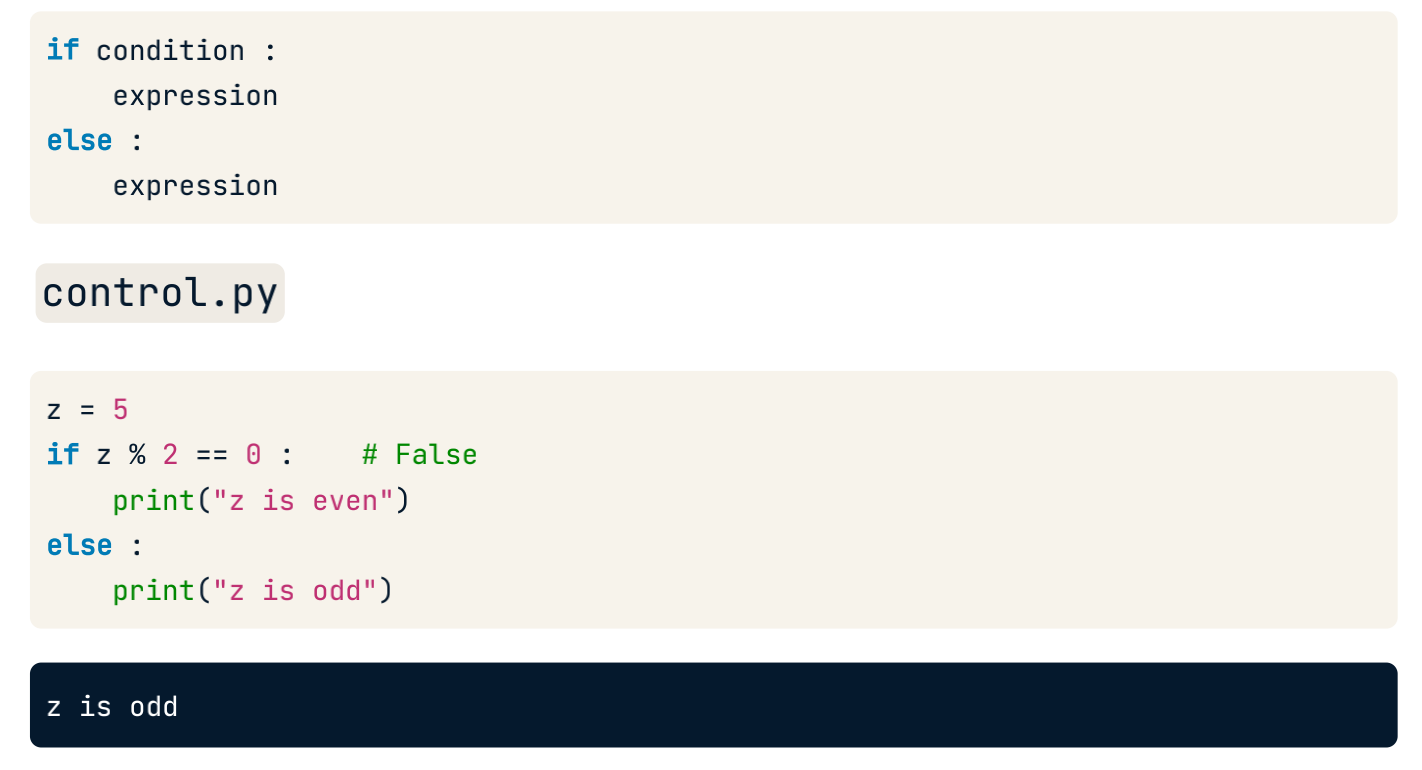 if condition :
    expression
else :
    expression
control.py
z = 5
if z % 2 == 0 :    # False
    print("z is even")
else :
    print("z is odd")
z is odd